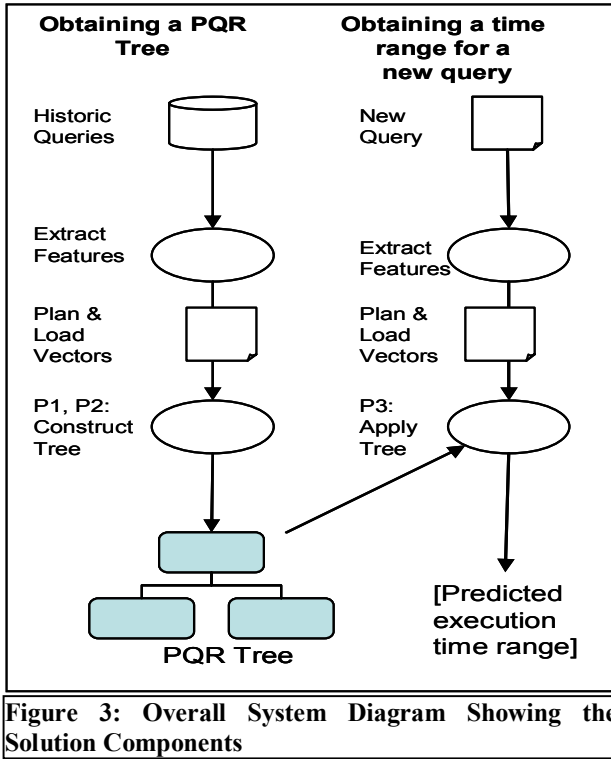 Obtaining a PQR
Tree
Obtaining a time
range for a
new query
Historic
Queries
New
Query
Extract
Features
Extract
Features
Plan &
Load
Vectors
Plan &
Load
Vectors
P1, P2:
Construct
Tree
P3:
Apply
Tree
PQR Tree
[Predicted
execution
time range]
Figure 3: Overall System Diagram Showing the
Solution Components